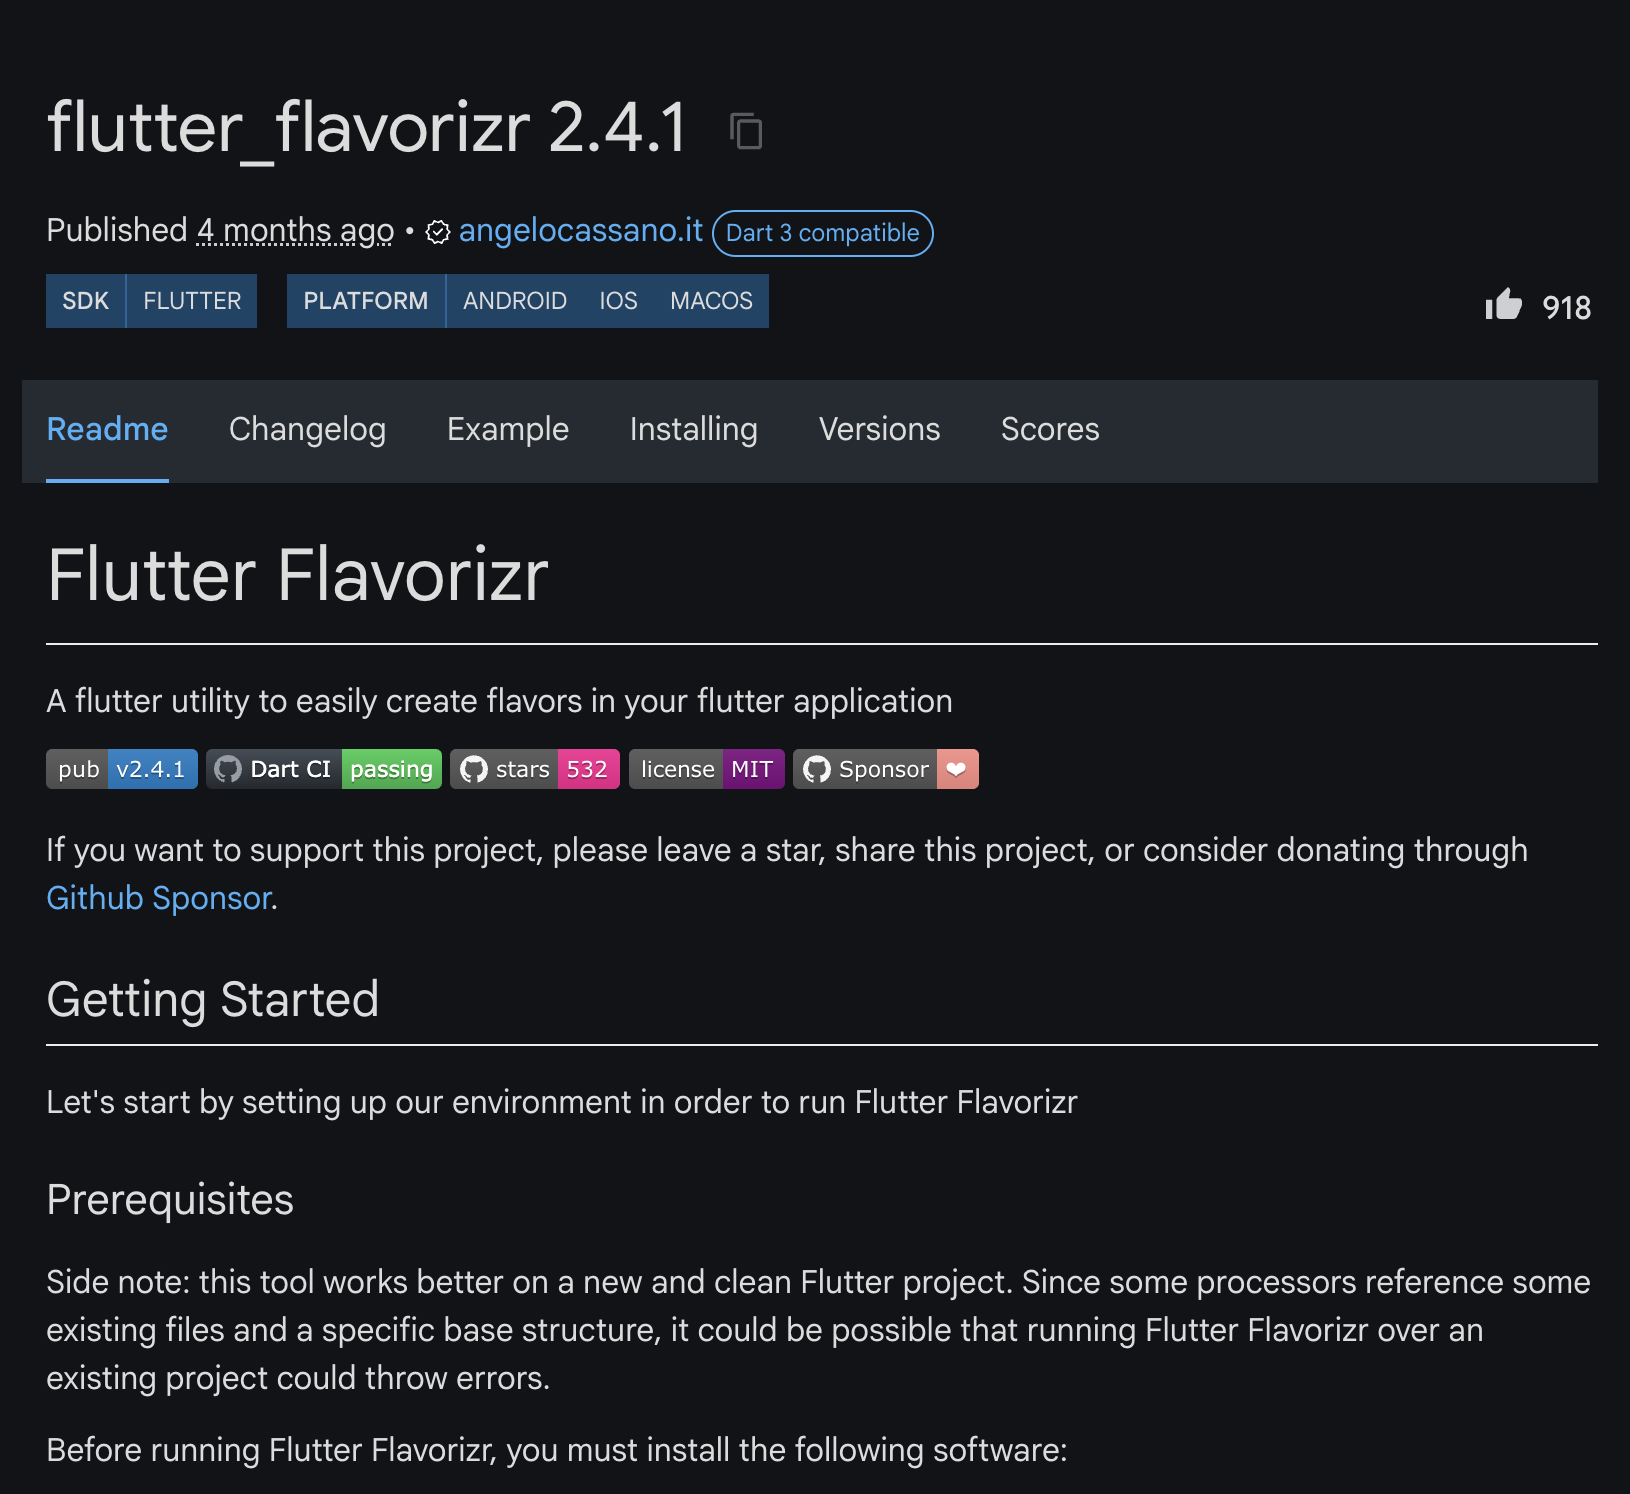 flutter_flavorizr 2.4.1
Published 4 months ago • angelocassano.it Dart 3 compatible
SDK FLUTTER PLATFORM ANDROID IOS MACOS 918
Readme Changelog Example Installing Versions Scores
Flutter Flavorizr
A flutter utility to easily create flavors in your flutter application
pub v2.4.1 Dart CI passing stars 532 license MIT Sponsor ❤
If you want to support this project, please leave a star, share this project, or consider donating through
Github Sponsor.
Getting Started
Let's start by setting up our environment in order to run Flutter Flavorizr
Prerequisites
Side note: this tool works better on a new and clean Flutter project. Since some processors reference some
existing files and a specific base structure, it could be possible that running Flutter Flavorizr over an
existing project could throw errors.
Before running Flutter Flavorizr, you must install the following software: